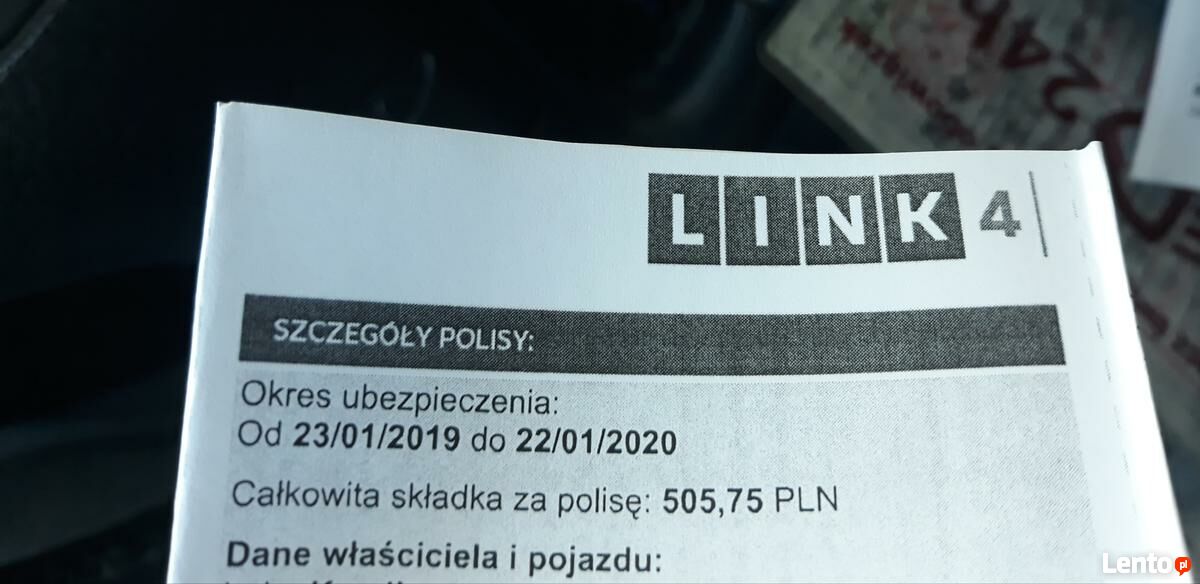 24h
LINK4
SZCZEGÓŁY POLISY:
Okres ubezpieczenia:
Od 23/01/2019 do 22/01/2020
Całkowita składka za polisę: 505,75 PLN
Dane właściciela i pojazdu:
Lento.pl